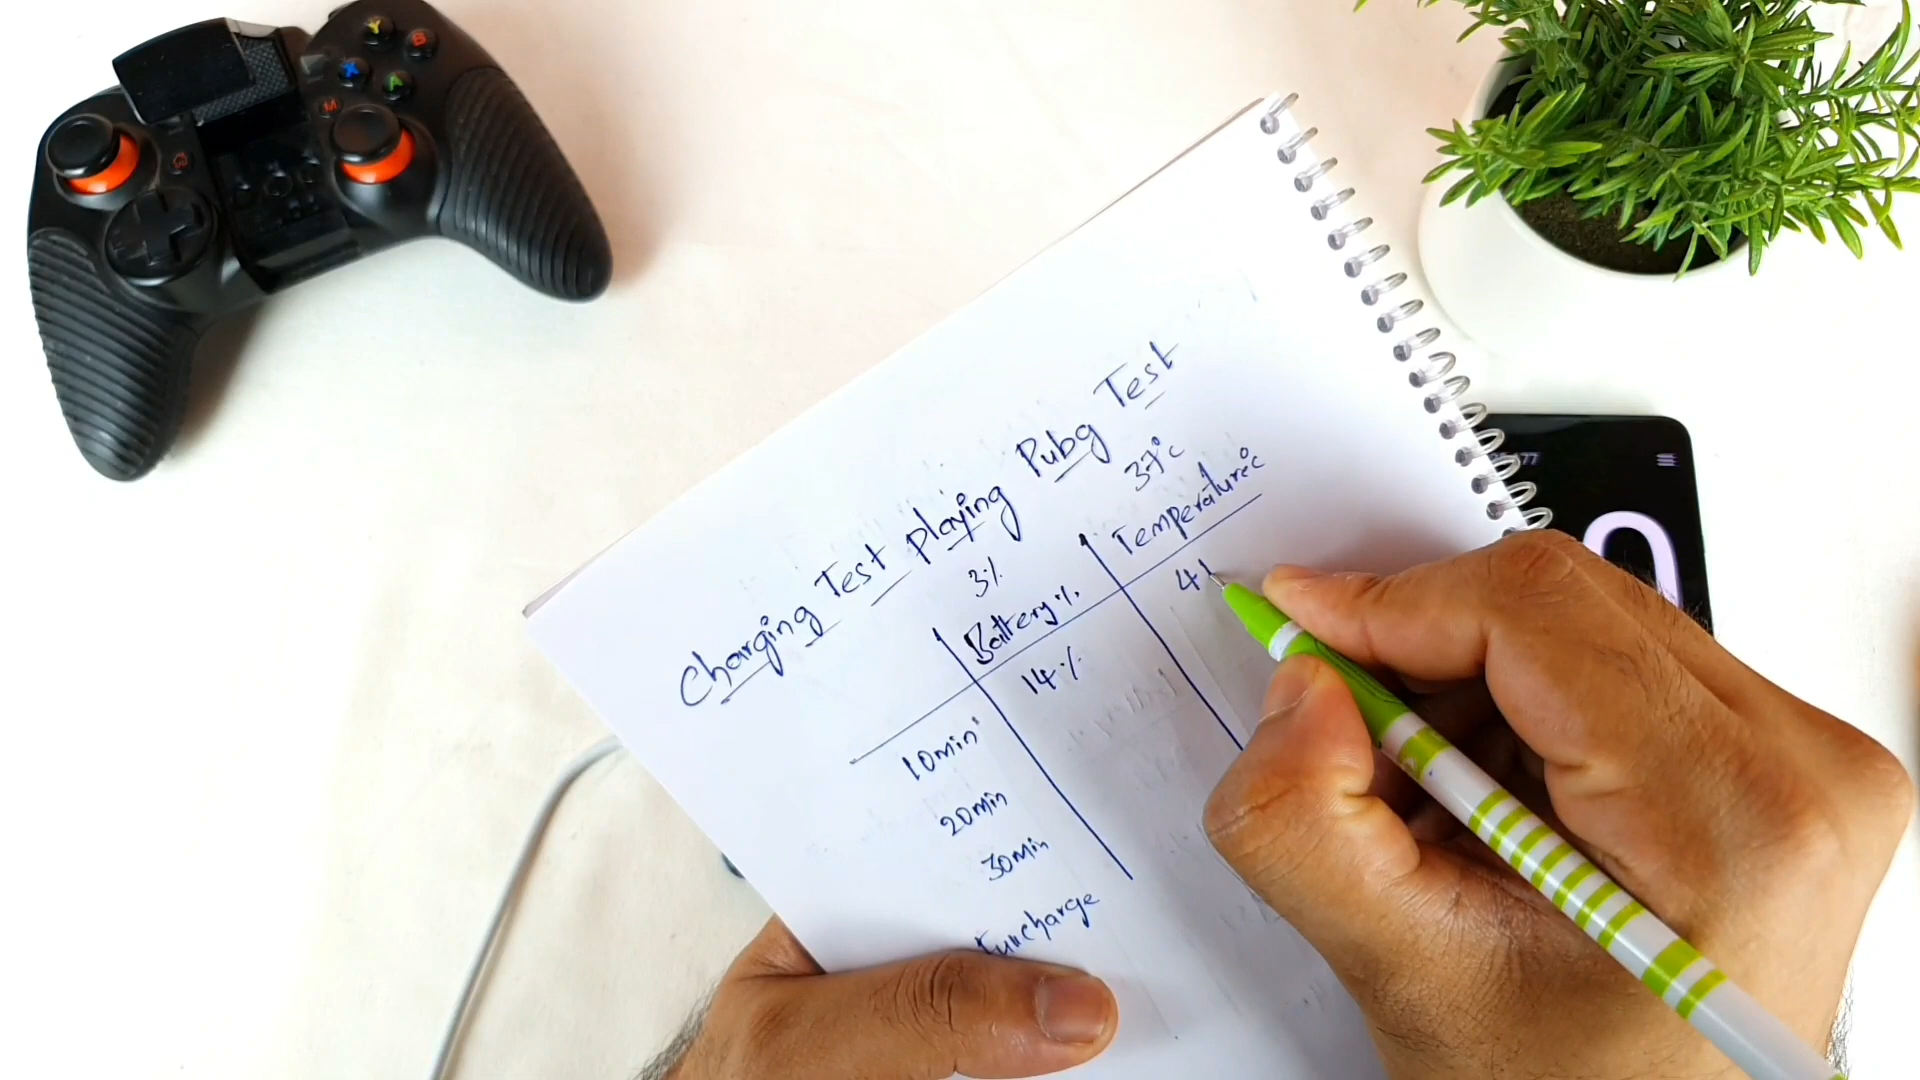 Charging Test playing Pubg Test
3% 37°c
Battery% Temperature°c
10min 14% 41
20min
30min
Fullcharge
Y
B
X
A
M